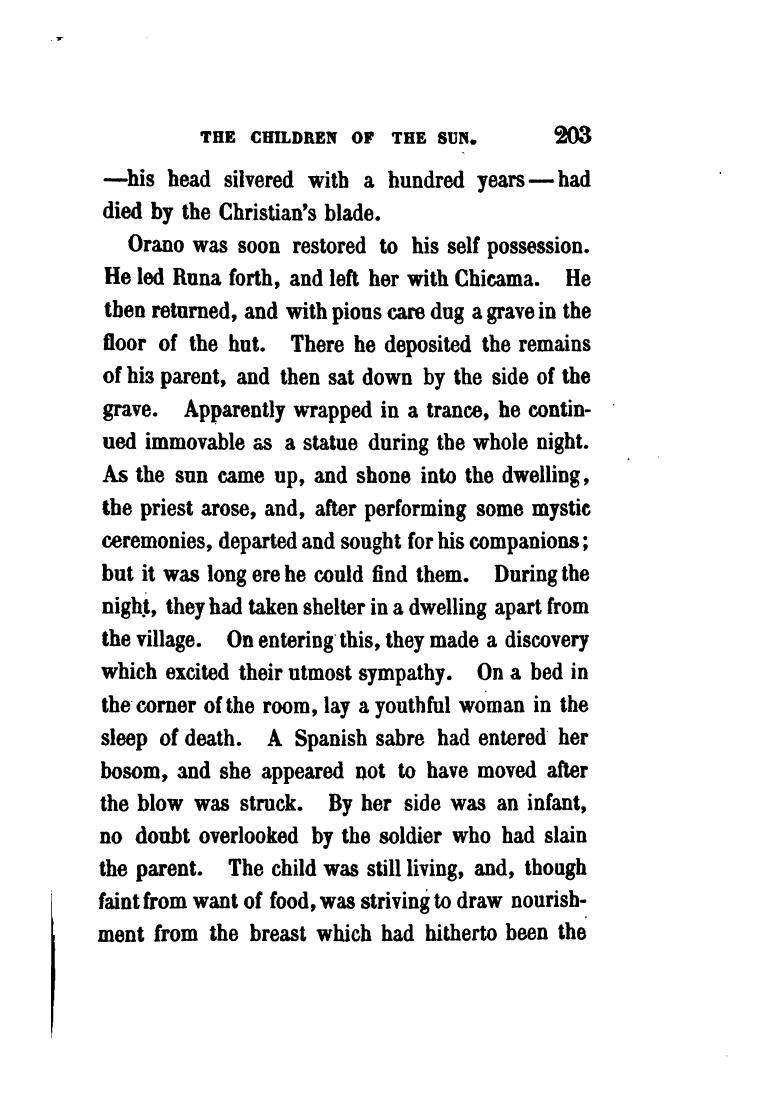 THE CHILDREN OF THE SUN. 203
—his head silvered with a hundred years — had
died by the Christian's blade.
Orano was soon restored to his self possession.
He led Runa forth, and left her with Chicama. He
then returned, and with pious care dug a grave in the
floor of the hut. There he deposited the remains
of his parent, and then sat down by the side of the
grave. Apparently wrapped in a trance, he contin-
ued immovable as a statue during the whole night.
As the sun came up, and shone into the dwelling,
the priest arose, and, after performing some mystic
ceremonies, departed and sought for his companions;
but it was long ere he could find them. During the
night, they had taken shelter in a dwelling apart from
the village. On entering this, they made a discovery
which excited their utmost sympathy. On a bed in
the corner of the room, lay a youthful woman in the
sleep of death. A Spanish sabre had entered her
bosom, and she appeared not to have moved after
the blow was struck. By her side was an infant,
no doubt overlooked by the soldier who had slain
the parent. The child was still living, and, though
faint from want of food, was striving to draw nourish-
ment from the breast which had hitherto been the